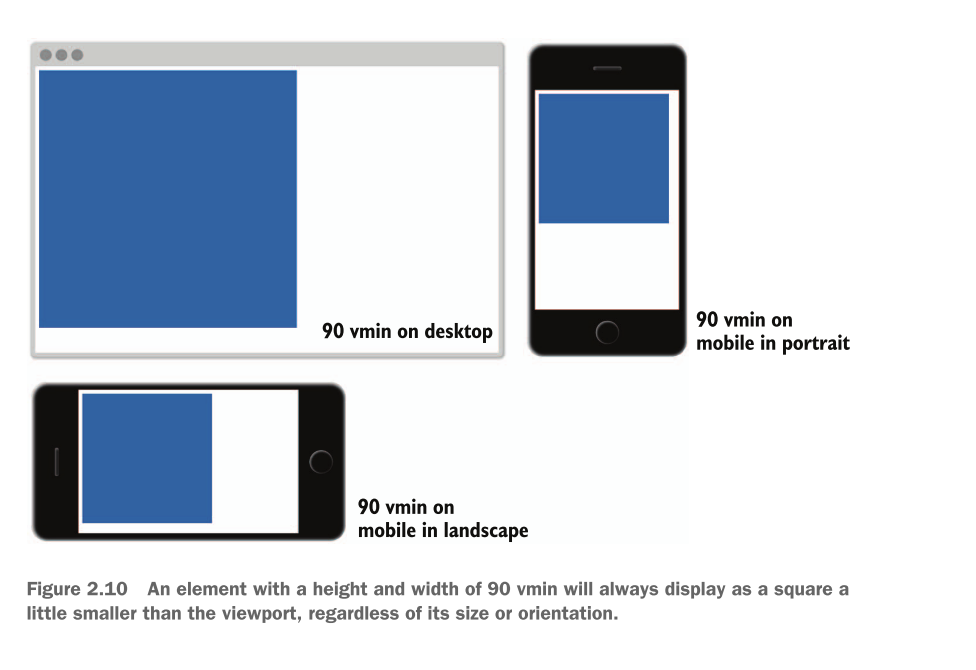 90 vmin on desktop
90 vmin on
mobile in portrait
90 vmin on
mobile in landscape
Figure 2.10 An element with a height and width of 90 vmin will always display as a square a
little smaller than the viewport, regardless of its size or orientation.